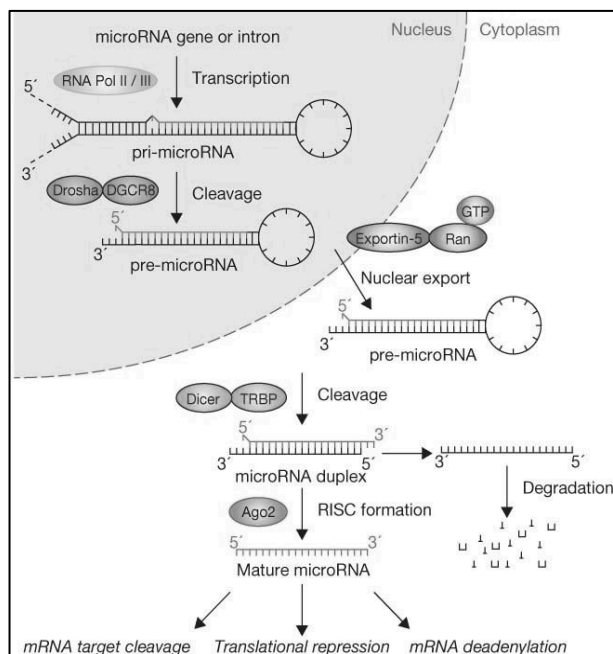 microRNA gene or intron
Nucleus
Cytoplasm
RNA Pol II / III
Transcription
5´
3´
pri-microRNA
Drosha
DGCR8
Cleavage
5´
3´
pre-microRNA
GTP
Exportin-5
Ran
Nuclear export
5´
3´
pre-microRNA
Dicer
TRBP
Cleavage
5´
3´
3´
5´
microRNA duplex
3´
5´
Degradation
Ago2
RISC formation
5´
3´
Mature microRNA
mRNA target cleavage
Translational repression
mRNA deadenylation